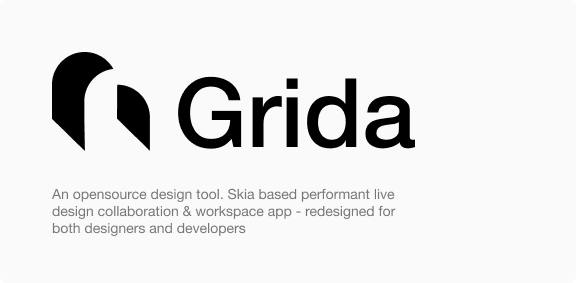 Grida
An opensource design tool. Skia based performant live
design collaboration & workspace app - redesigned for
both designers and developers